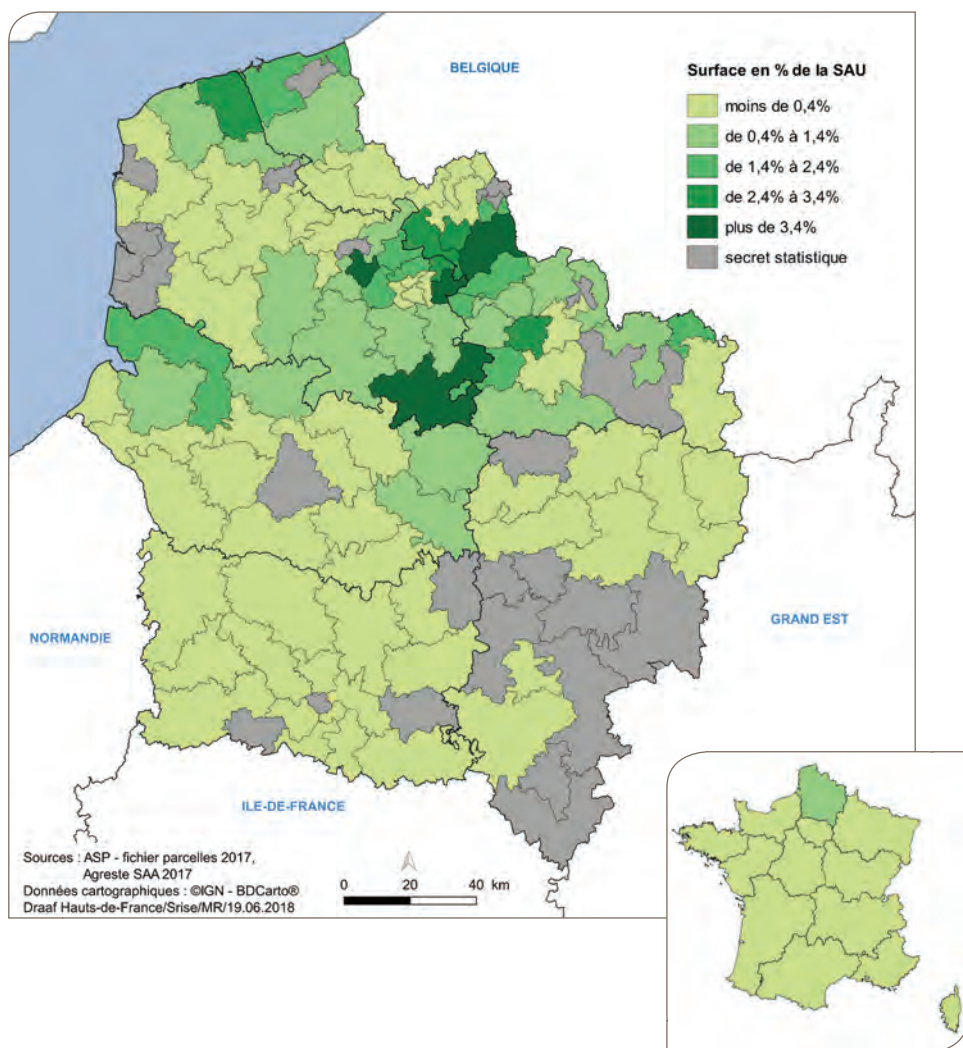 BELGIQUE
Surface en % de la SAU
moins de 0,4%
de 0,4% à 1,4%
de 1,4% à 2,4%
de 2,4% à 3,4%
plus de 3,4%
secret statistique
NORMANDIE
GRAND EST
ILE-DE-FRANCE
Sources : ASP - fichier parcelles 2017,
Agreste SAA 2017
Données cartographiques : ©IGN - BDCarto®
Draaf Hauts-de-France/Srise/MR/19.06.2018
0 20 40 km